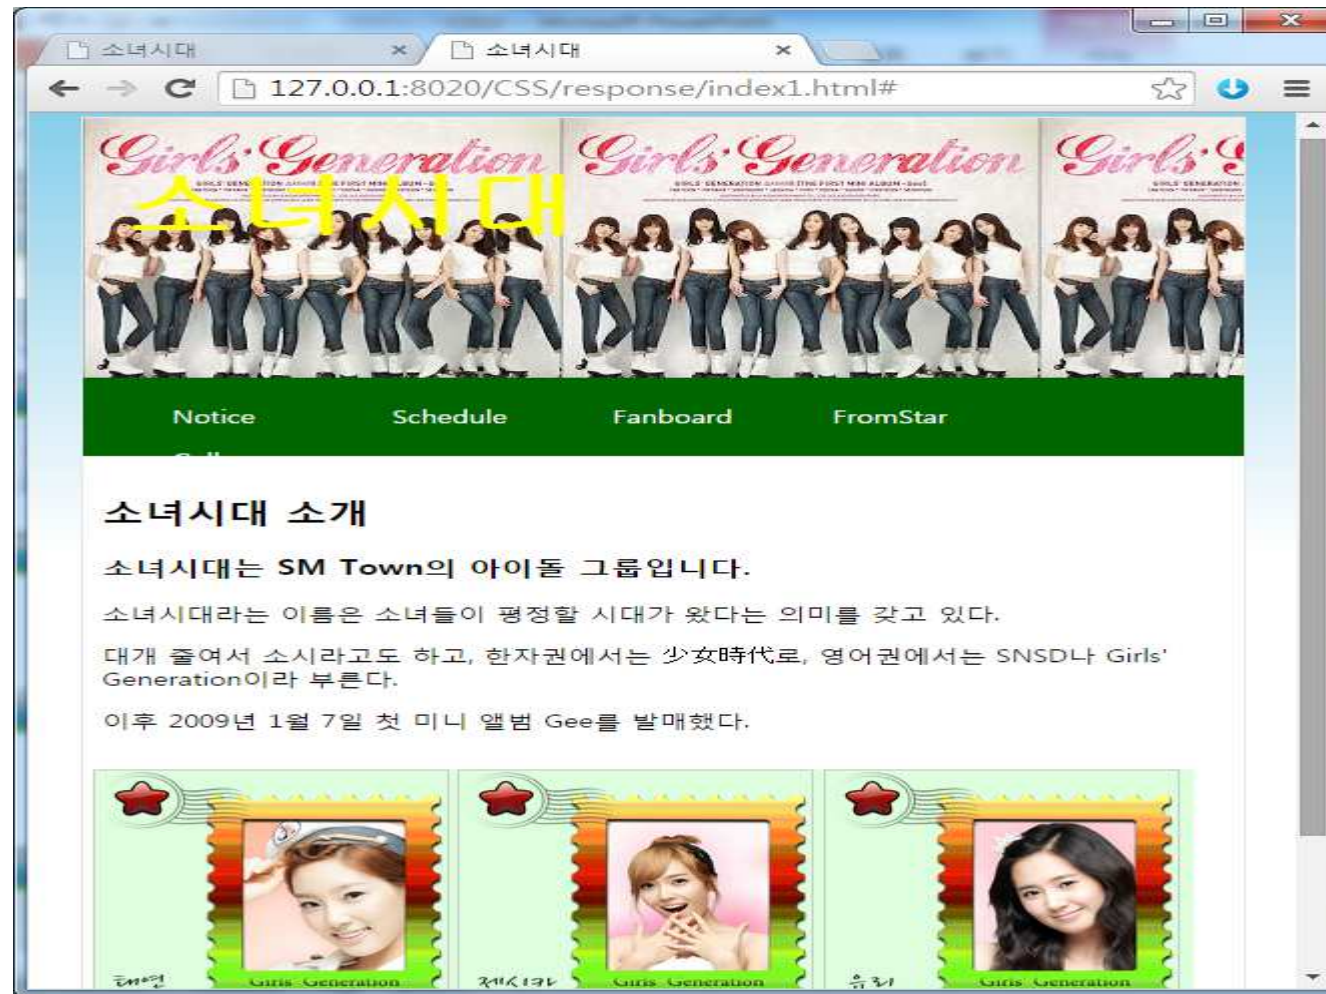 소녀시대
소녀시대
127.0.0.1:8020/CSS/response/index1.html#
Girls' Generation Girls' Generation Girls' G
소녀시대
Notice Schedule Fanboard FromStar
소녀시대 소개
소녀시대는 SM Town의 아이돌 그룹입니다.
소녀시대라는 이름은 소녀들이 평정할 시대가 왔다는 의미를 갖고 있다.
대개 줄여서 소시라고도 하고, 한자권에서는 少女時代로, 영어권에서는 SNSD나 Girls'
Generation이라 부른다.
이후 2009년 1월 7일 첫 미니 앨범 Gee를 발매했다.
태연 Girls Generation 제시카 Girls Generation 유리 Girls Generation